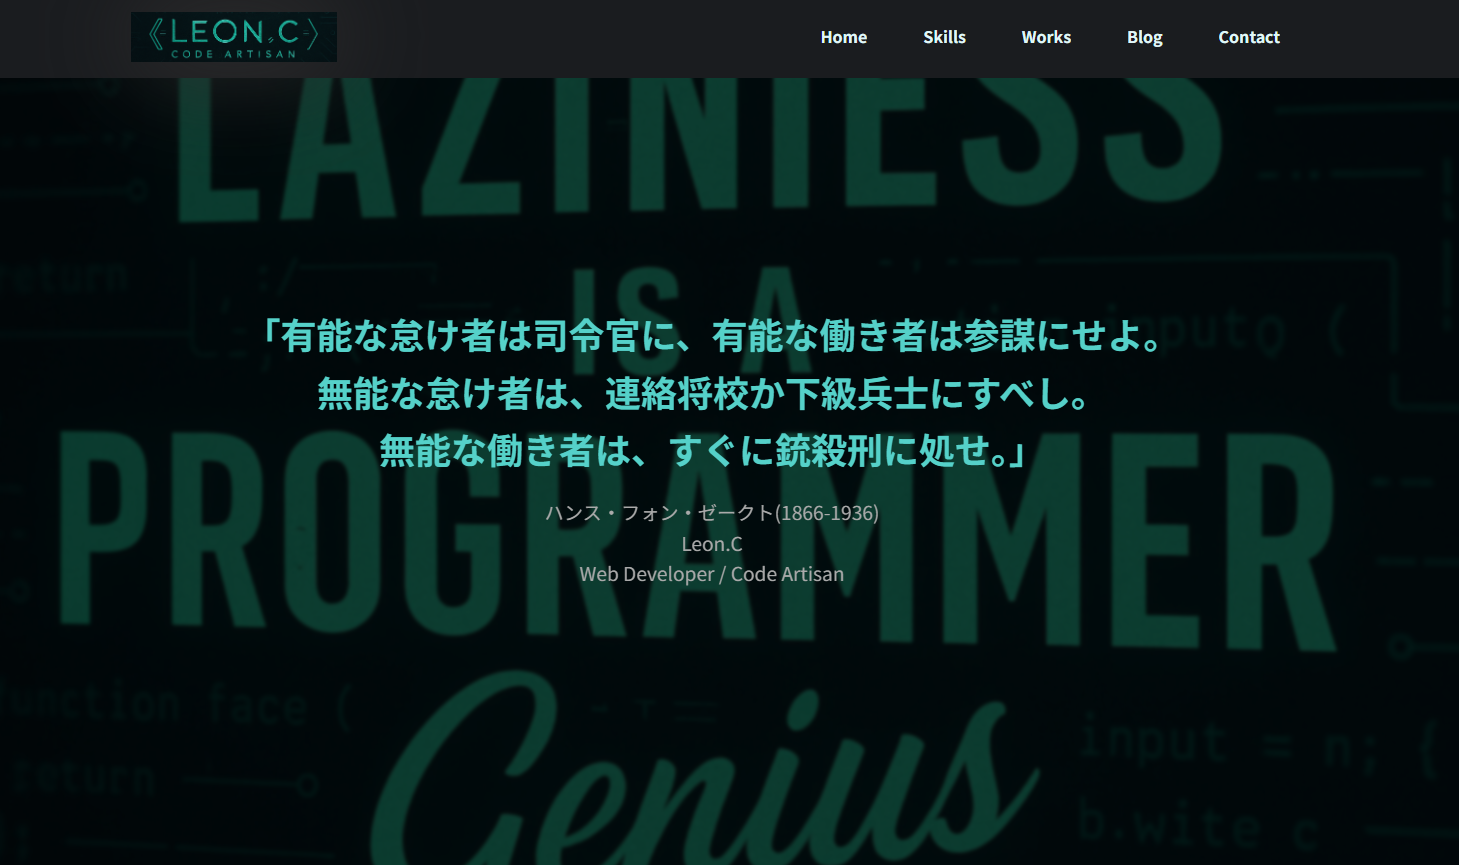 LEON.C
CODE ARTISAN
Home
Skills
Works
Blog
Contact
LAZINIESS
IS A
PROGRAMMER
Genius
「有能な怠け者は司令官に、有能な働き者は参謀にせよ。
無能な怠け者は、連絡将校か下級兵士にすべし。
無能な働き者は、すぐに銃殺刑に処せ。」
ハンス・フォン・ゼークト(1866-1936)
Leon.C
Web Developer / Code Artisan
return
input
function face (
return
input = n; {
b.wite c